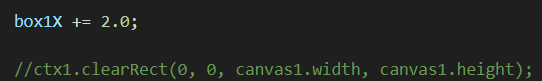 box1X += 2.0;
//ctx1.clearRect(0, 0, canvas1.width, canvas1.height);